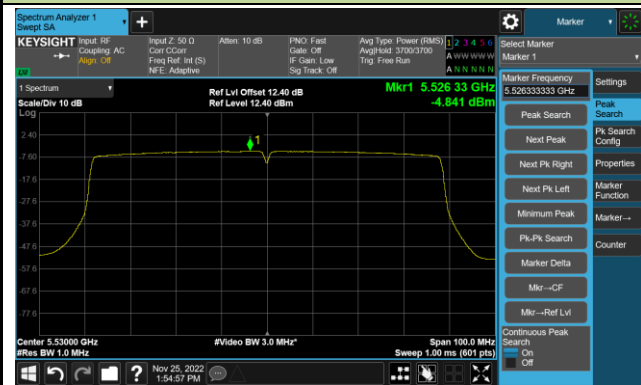 Spectrum Analyzer 1
Swept SA
+
Marker
KEYSIGHT
Input: RF
Coupling: AC
Align: Off
Input Z: 50 Ω
Corr CCorr
Freq Ref: Int (S)
NFE: Adaptive
Atten: 10 dB
PNO: Fast
Gate: Off
IF Gain: Low
Sig Track: Off
Avg Type: Power (RMS)
Avg|Hold: 3700/3700
Trig: Free Run
1 2 3 4 5 6
A W W W W W
A N N N N N
LW
Select Marker
Marker 1
1 Spectrum
Scale/Div 10 dB
Log
Ref Lvl Offset 12.40 dB
Ref Level 12.40 dBm
Mkr1 5.526 33 GHz
-4.841 dBm
1
2.40
-7.60
-17.6
-27.6
-37.6
-47.6
-57.6
-67.6
-77.6
Center 5.53000 GHz
#Res BW 1.0 MHz
#Video BW 3.0 MHz*
Span 100.0 MHz
Sweep 1.00 ms (601 pts)
Marker Frequency
5.526333333 GHz
Peak Search
Next Peak
Next Pk Right
Next Pk Left
Minimum Peak
Pk-Pk Search
Marker Delta
Mkr→CF
Mkr→Ref Lvl
Continuous Peak
Search
On
Off
Settings
Peak
Search
Pk Search
Config
Properties
Marker
Function
Marker→
Counter
?
Nov 25, 2022
1:54:57 PM